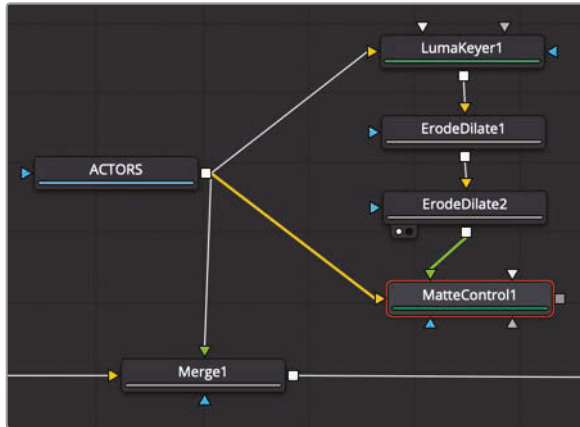 LumaKeyer1
ErodeDilate1
ACTORS
ErodeDilate2
MatteControl1
Merge1